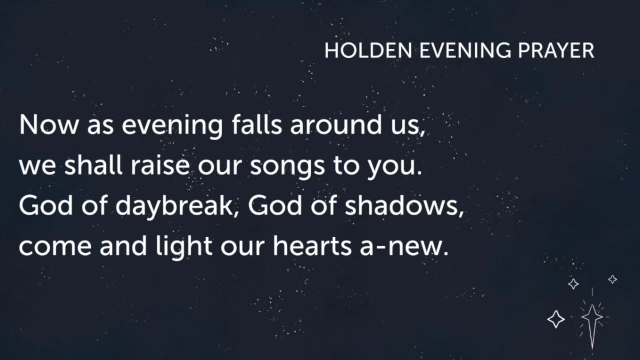 HOLDEN EVENING PRAYER
Now as evening falls around us,
we shall raise our songs to you.
God of daybreak, God of shadows,
come and light our hearts a-new.